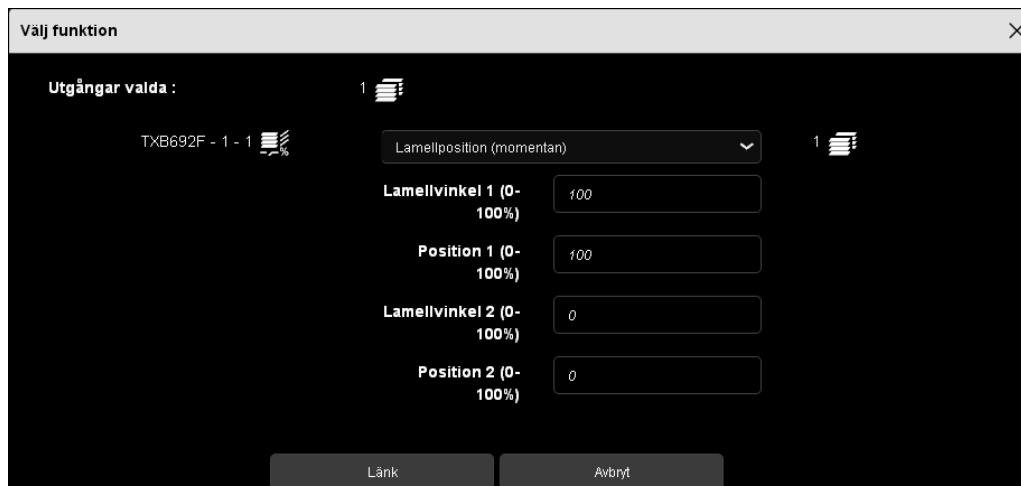 Välj funktion
Utgångar valda :
1
TXB692F - 1 - 1
%
Lamellposition (momentan)
1
Lamellvinkel 1 (0-
100%)
100
Position 1 (0-
100%)
100
Lamellvinkel 2 (0-
100%)
0
Position 2 (0-
100%)
0
Länk
Avbryt